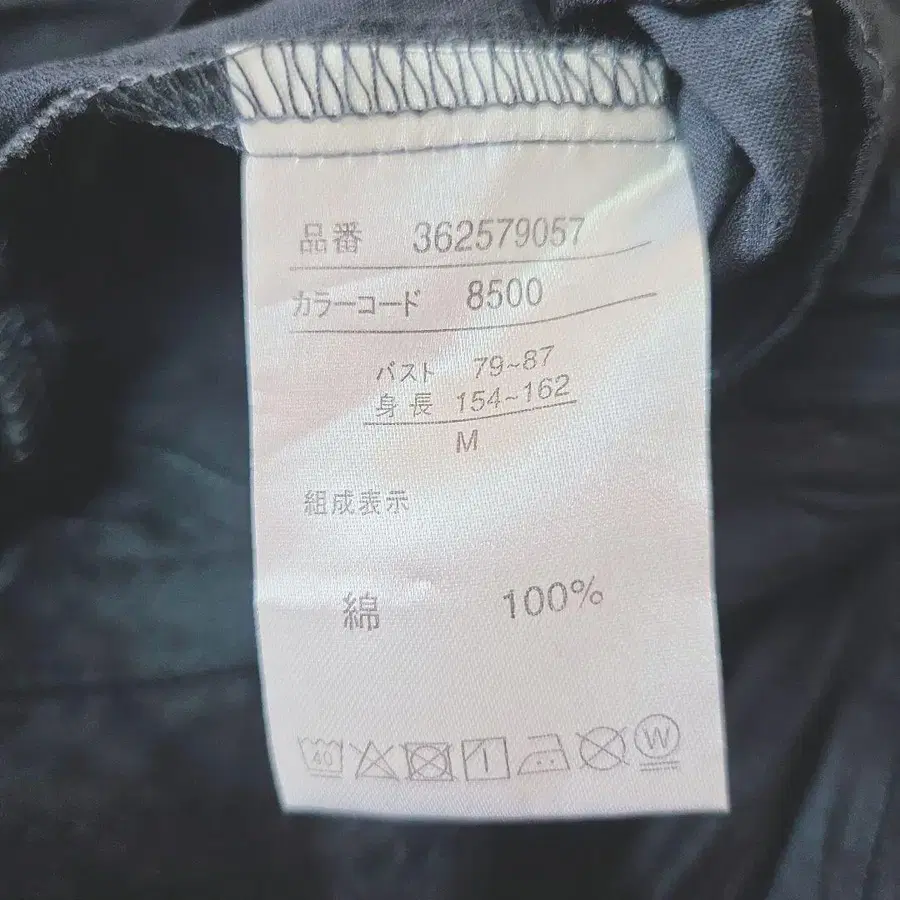 品番 362579057
カラーコード 8500
バスト 79~87
身長 154~162
M
組成表示
綿 100%
40
W